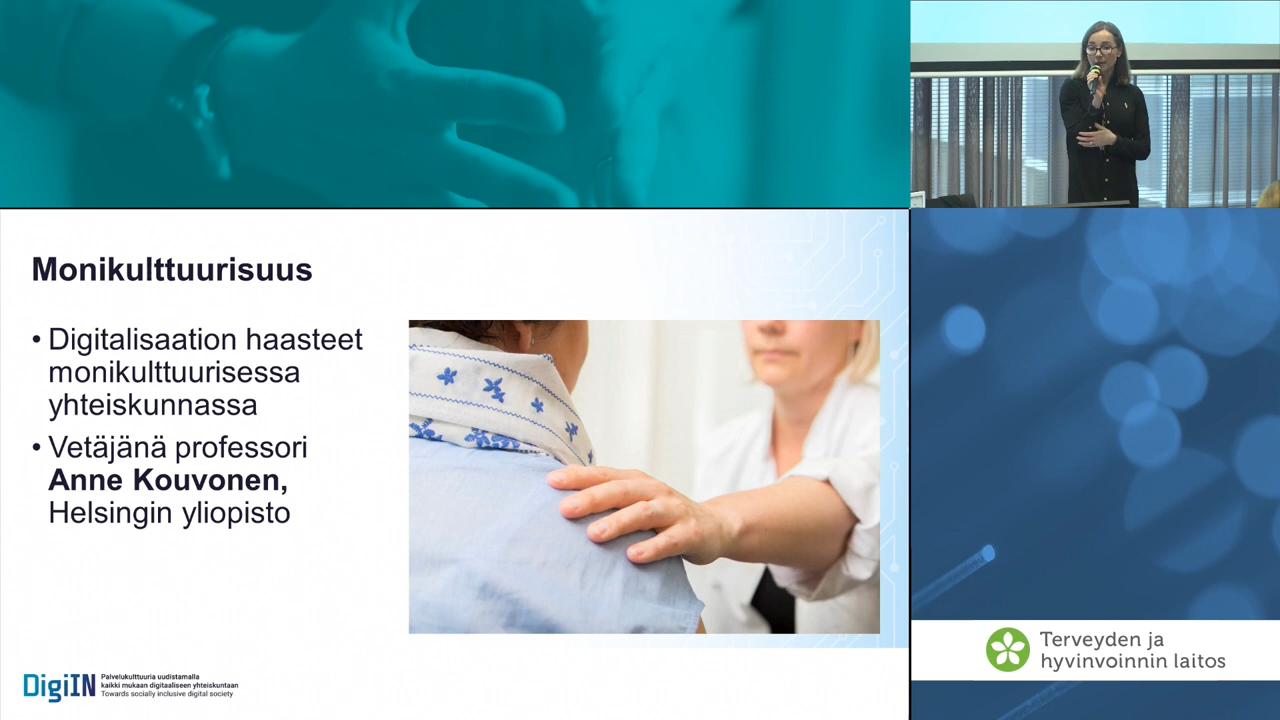 Monikulttuurisuus
• Digitalisaation haasteet
monikulttuurisessa
yhteiskunnassa
• Vetäjänä professori
Anne Kouvonen,
Helsingin yliopisto
DigiIN
Palvelukulttuuria uudistamalla
kaikki mukaan digitaaliseen yhteiskuntaan
Towards socially inclusive digital society
Terveyden ja
hyvinvoinnin laitos